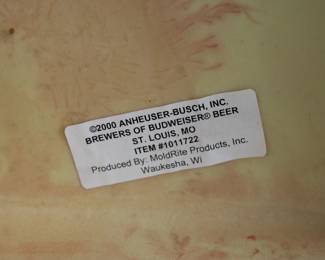 ©2000 ANHEUSER-BUSCH, INC.
BREWERS OF BUDWEISER® BEER
ST. LOUIS, MO
ITEM #1011722
Produced By: MoldRite Products, Inc.
Waukesha, Wi